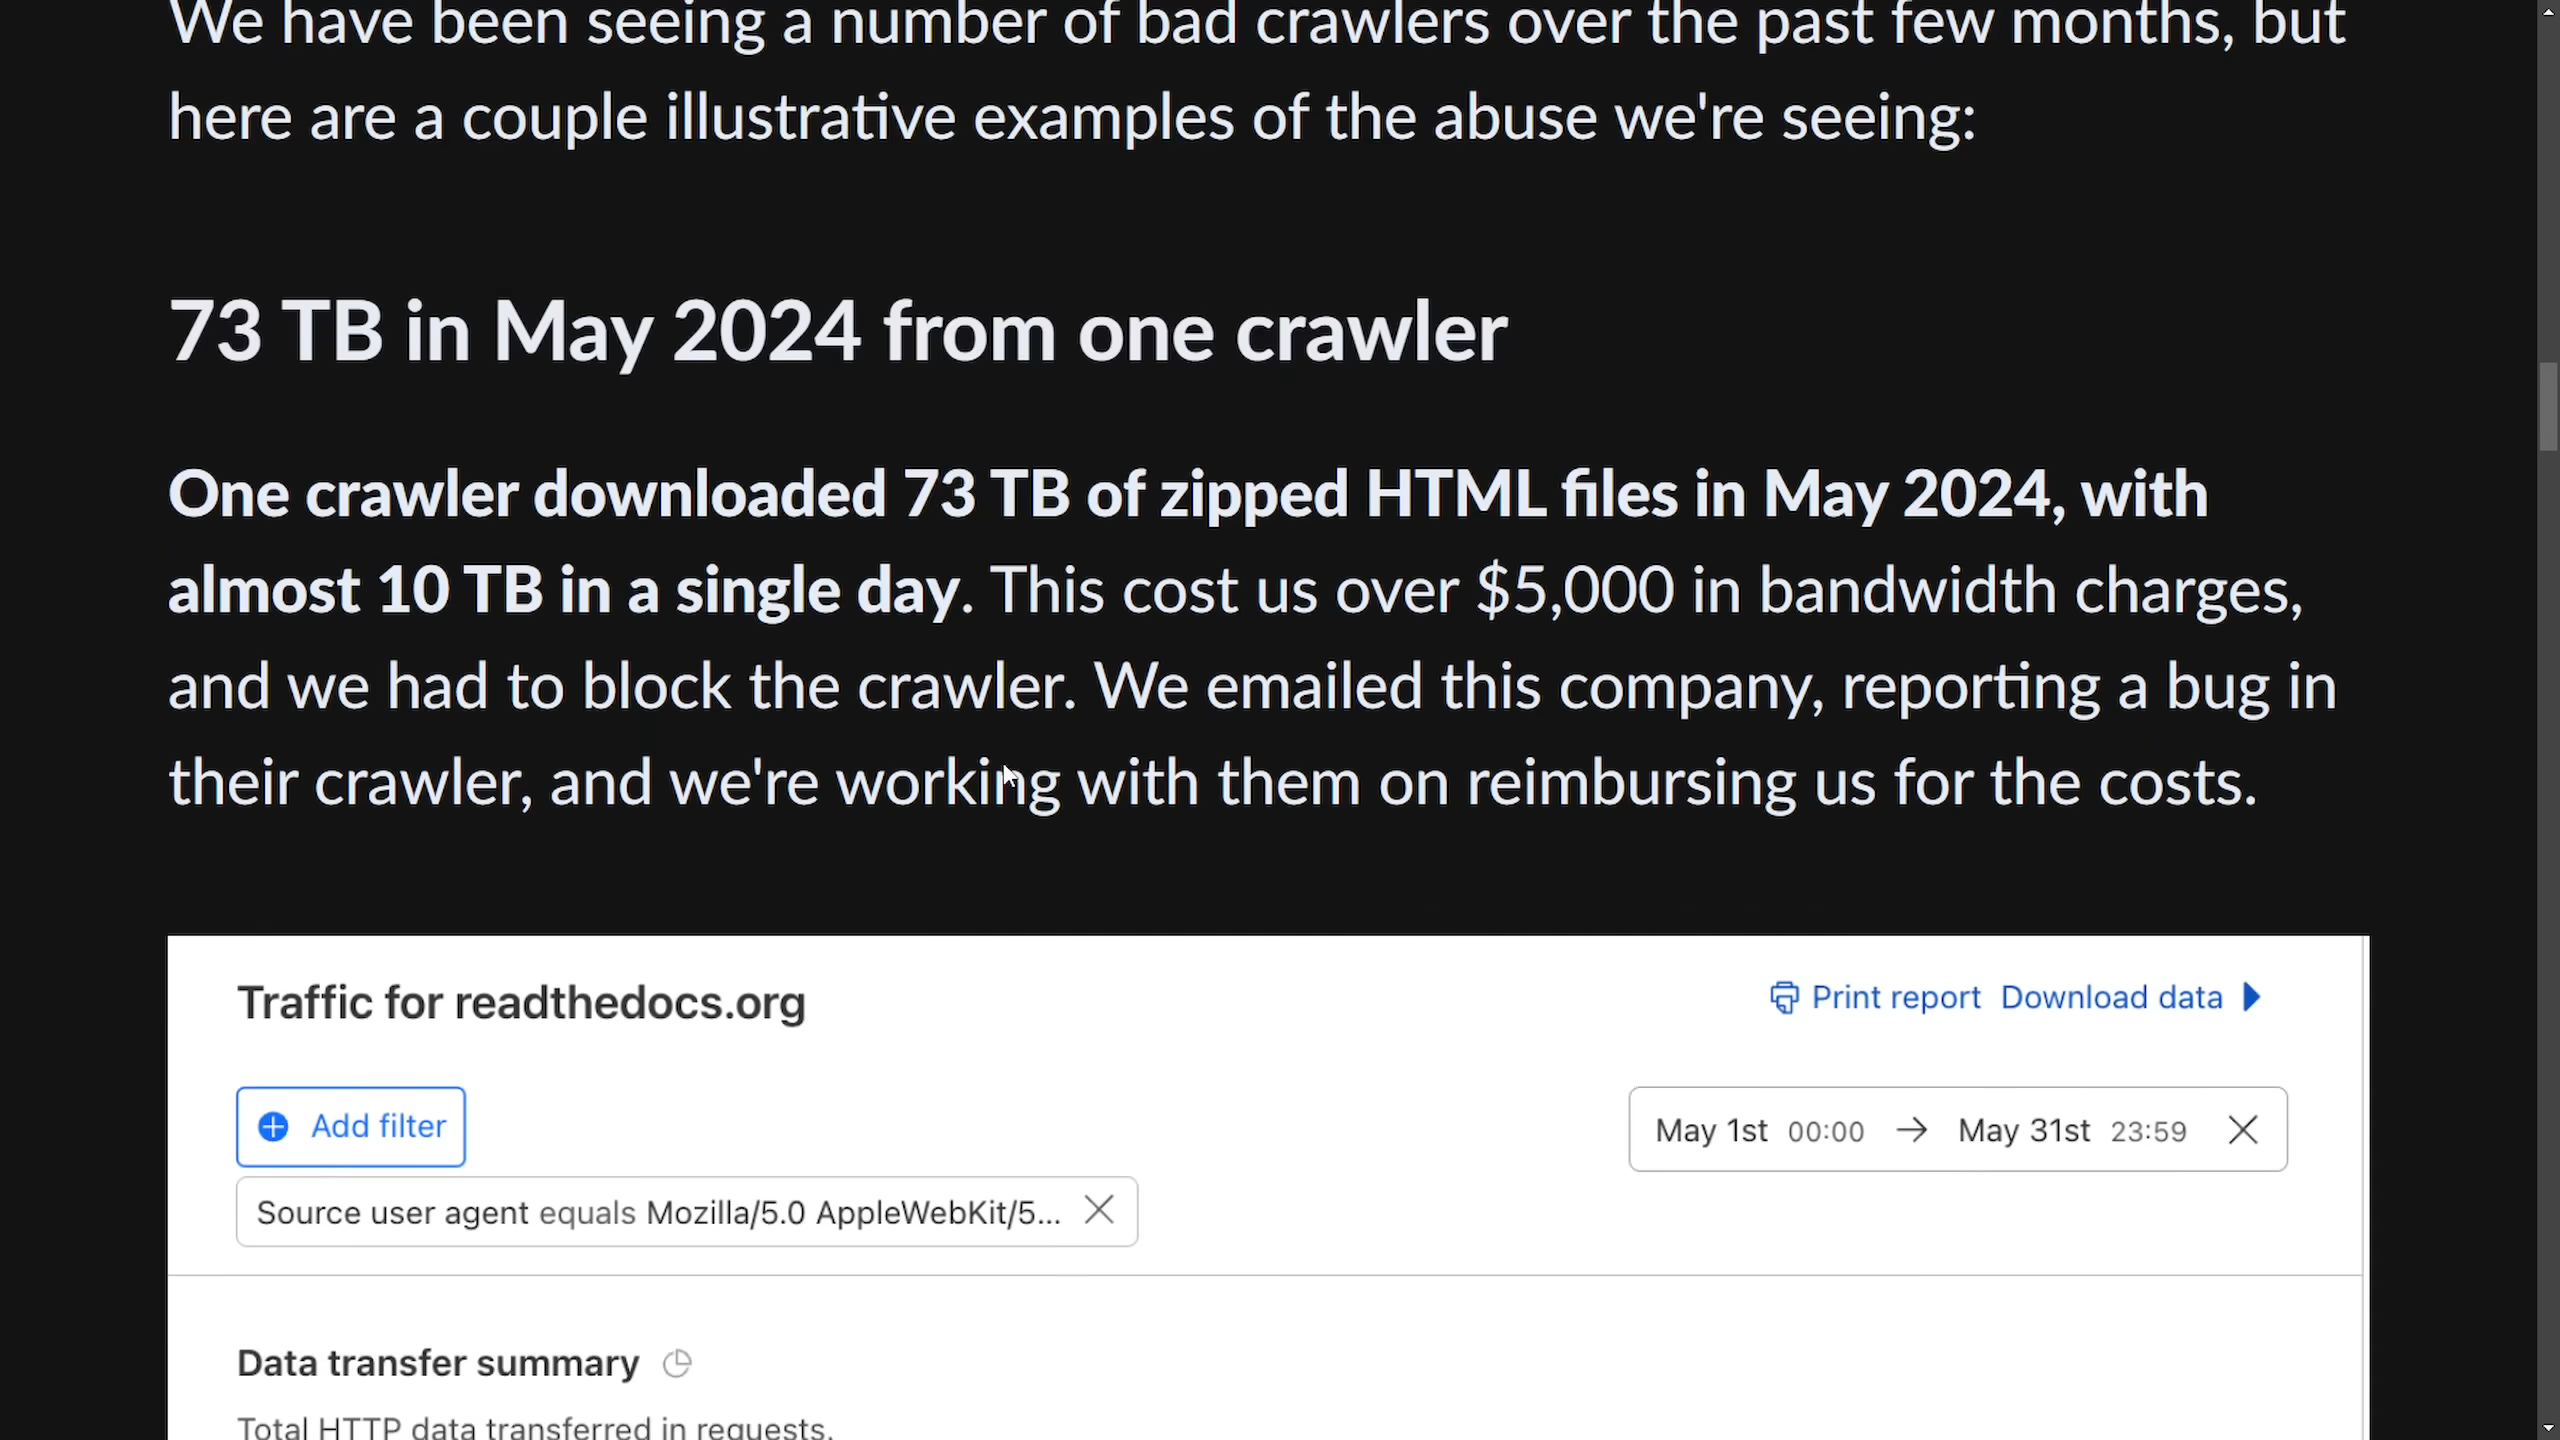 We have been seeing a number of bad crawlers over the past few months, but
here are a couple illustrative examples of the abuse we're seeing:
73 TB in May 2024 from one crawler
One crawler downloaded 73 TB of zipped HTML files in May 2024, with
almost 10 TB in a single day. This cost us over $5,000 in bandwidth charges,
and we had to block the crawler. We emailed this company, reporting a bug in
their crawler, and we're working with them on reimbursing us for the costs.
Traffic for readthedocs.org
Print report Download data
Add filter
May 1st 00:00 → May 31st 23:59
Source user agent equals Mozilla/5.0 AppleWebKit/5...
Data transfer summary
Total HTTP data transferred in requests.